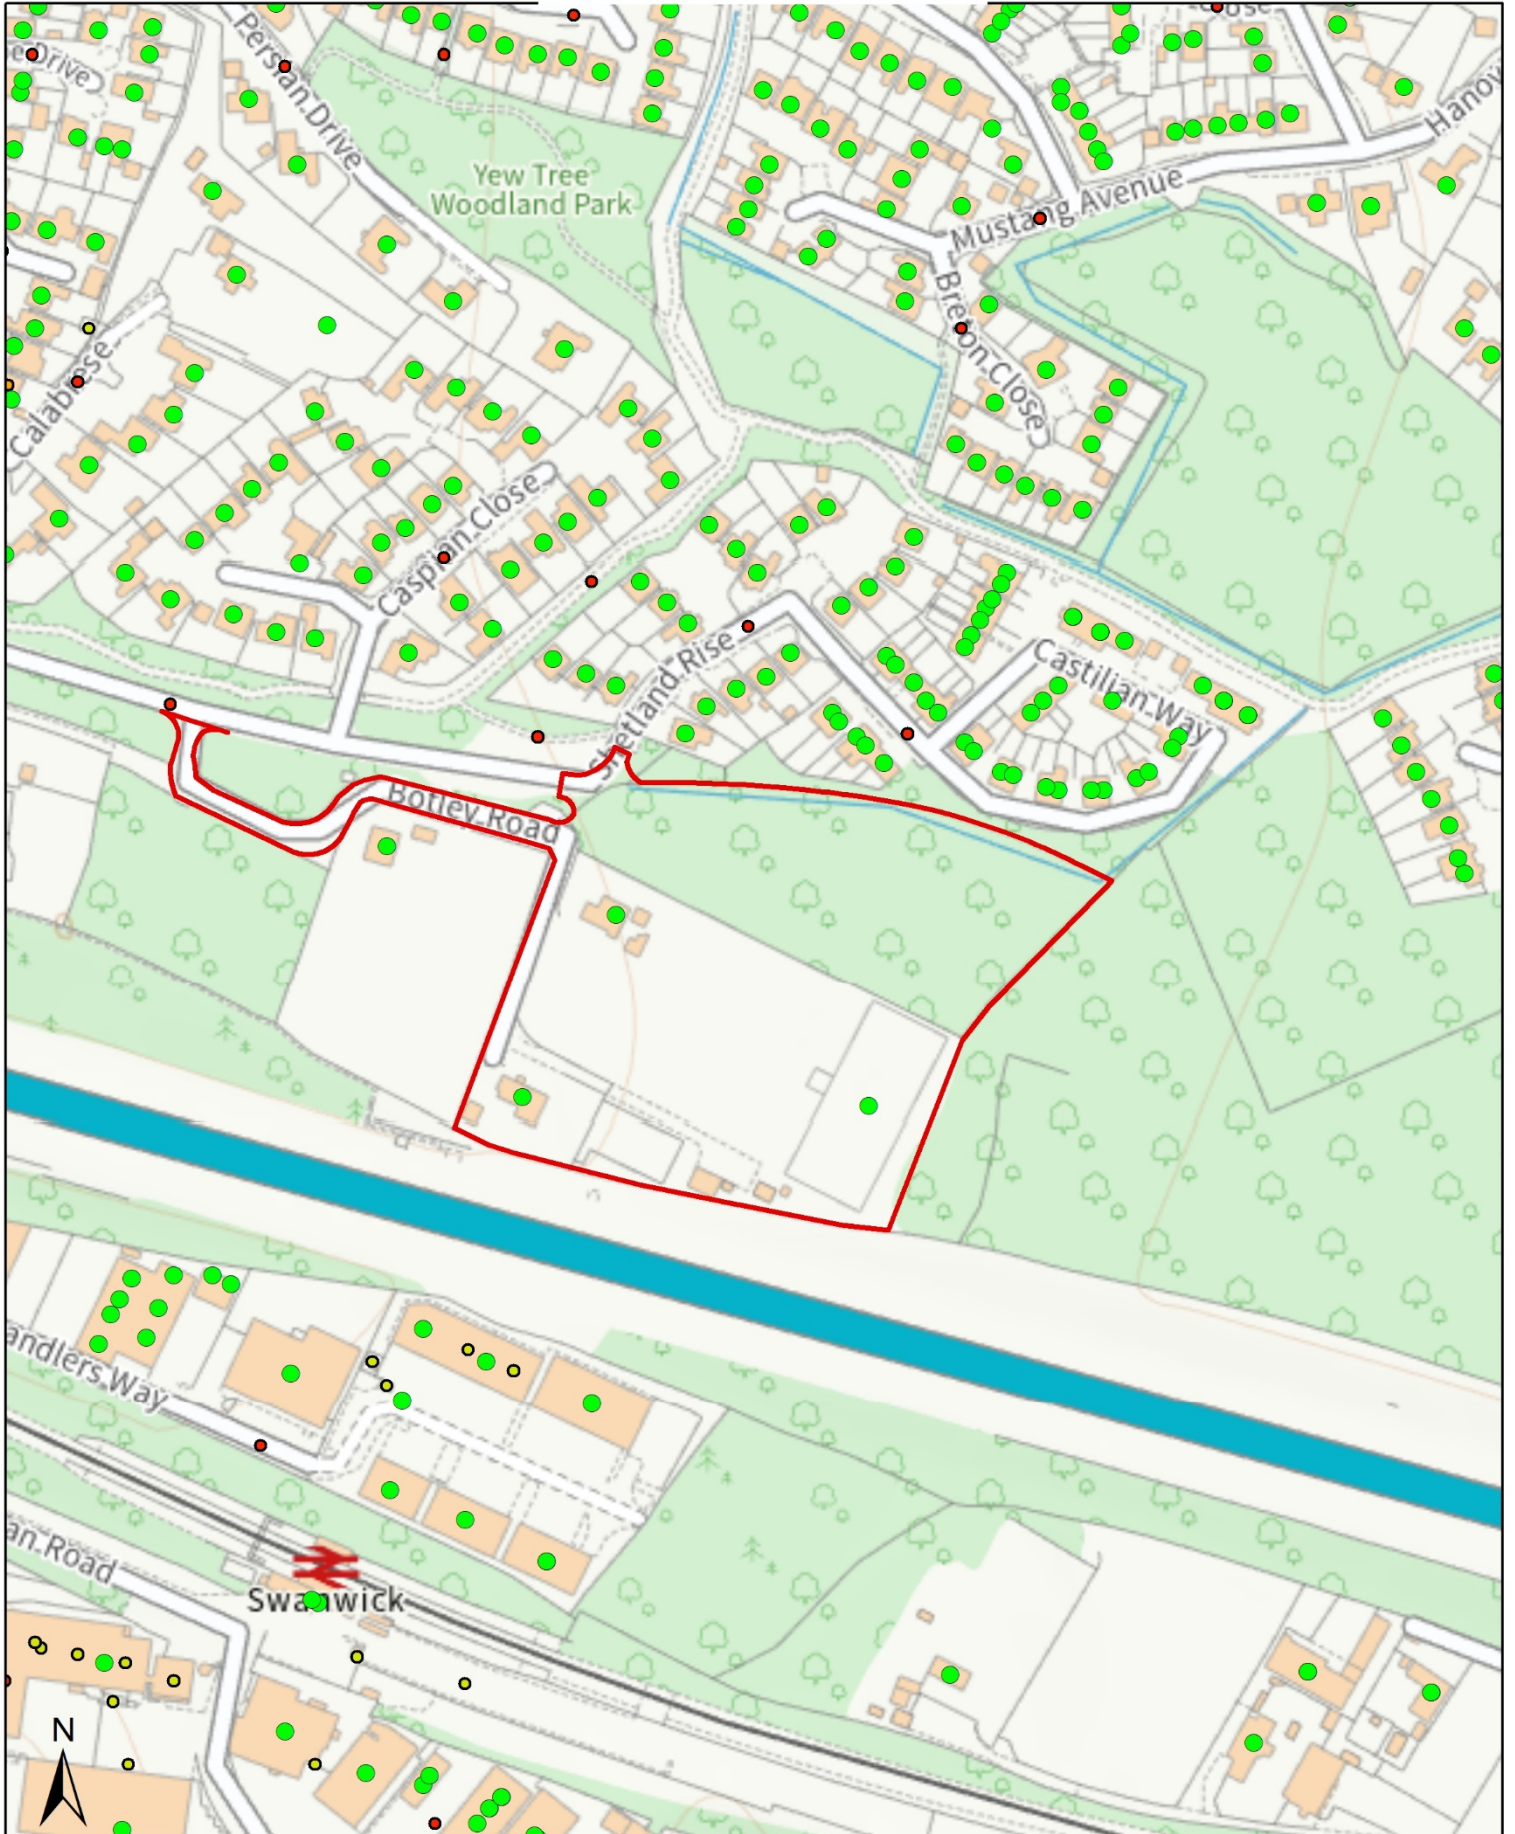 Persian Drive
e Drive
Hanov
Yew Tree
Woodland Park
Mustang Avenue
Breton Close
Calabrese
Caspian Close
Shetland Rise
Castilian Way
Botley Road
andlers Way
an Road
Swanwick
N